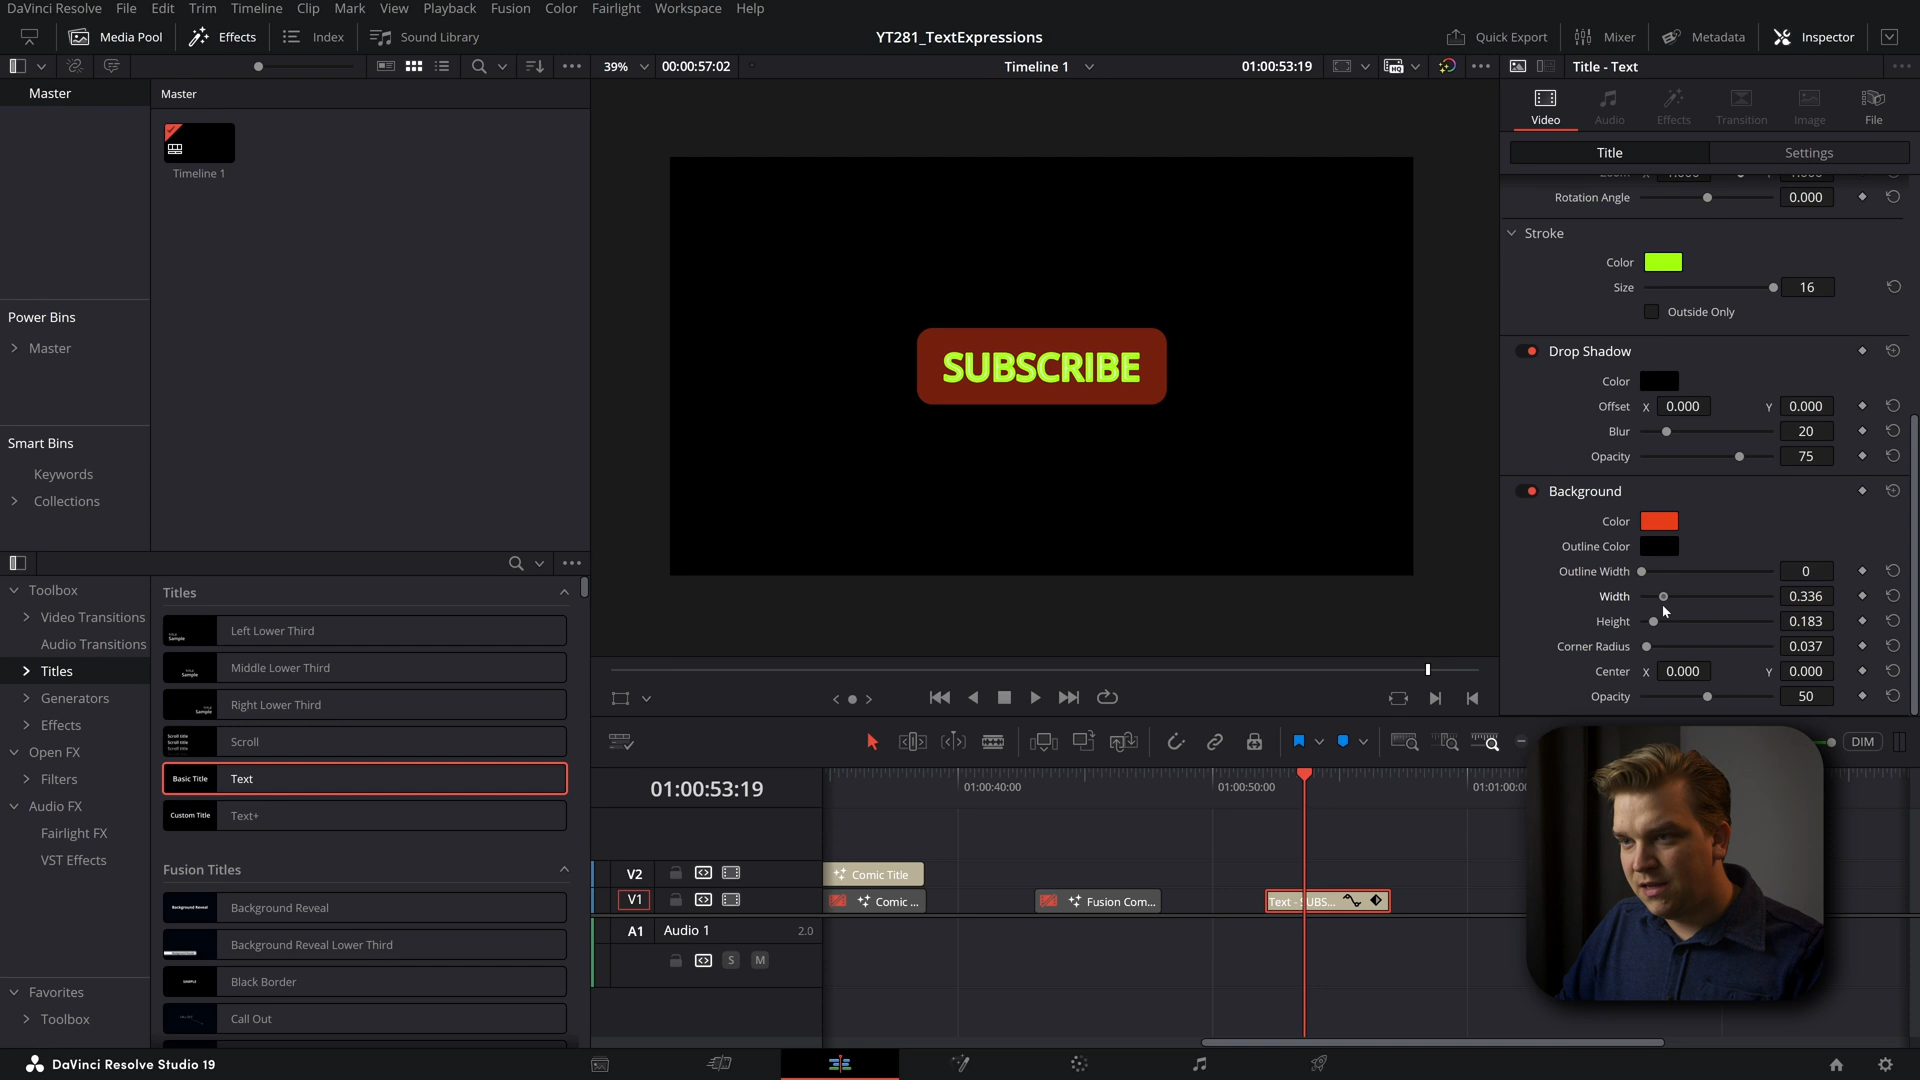 DaVinci Resolve File Edit Trim Timeline Clip Mark View Playback Fusion Color Fairlight Workspace Help
Media Pool Effects Index Sound Library YT281_TextExpressions Quick Export Mixer Metadata Inspector
39% 00:00:57:02 Timeline 1 01:00:53:19 Title - Text
Master Master
Timeline 1
Power Bins
Master
Smart Bins
Keywords
Collections
SUBSCRIBE
Video Audio Effects Transition Image File
Title Settings
Rotation Angle 0.000
Stroke
Color
Size 16
Outside Only
Drop Shadow
Color
Offset X 0.000 Y 0.000
Blur 20
Opacity 75
Background
Color
Outline Color
Outline Width 0
Width 0.336
Height 0.183
Corner Radius 0.037
Center X 0.000 Y 0.000
Opacity 50
Toolbox
Video Transitions
Audio Transitions
Titles
Generators
Effects
Open FX
Filters
Audio FX
Fairlight FX
VST Effects
Favorites
Toolbox
Titles
Left Lower Third
Middle Lower Third
Right Lower Third
Scroll
Basic Title Text
Custom Title Text+
Fusion Titles
Background Reveal Background Reveal
Background Reveal Lower Third
Black Border
Call Out
DIM
01:00:53:19 01:00:40:00 01:00:50:00 01:01:00:0
V2 Comic Title
V1 Comic ... Fusion Com... Text - SUBS...
A1 Audio 1 2.0
S M
DaVinci Resolve Studio 19